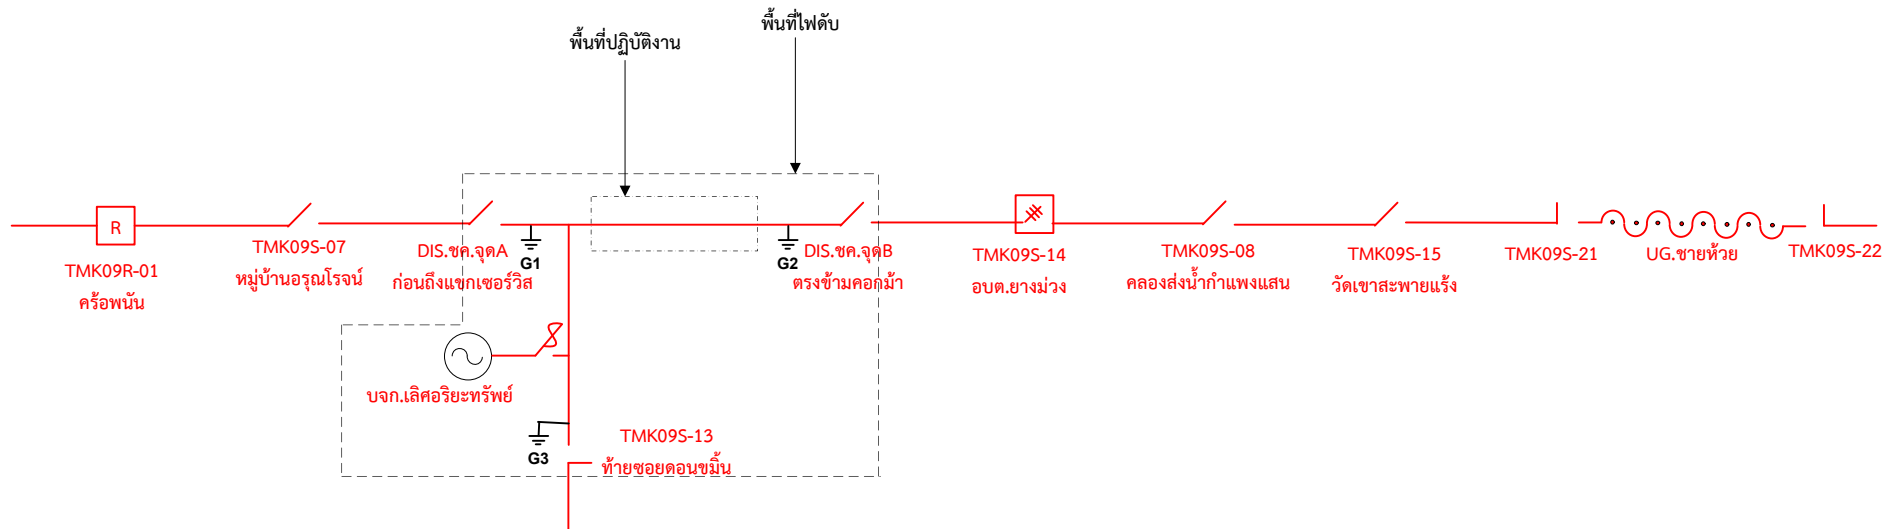 พื้นที่ไฟดับ
พื้นที่ปฏิบัติงาน
R
TMK09R-01
คร้อพนัน
TMK09S-07
หมู่บ้านอรุณโรจน์
DIS.ชค.จุดA
ก่อนถึงแขกเซอร์วิส
G1
G2
DIS.ชค.จุดB
ตรงข้ามคอกม้า
TMK09S-14
อบต.ยางม่วง
TMK09S-08
คลองส่งน้ำกำแพงแสน
TMK09S-15
วัดเขาสะพายแร้ง
TMK09S-21
UG.ชายห้วย
TMK09S-22
บจก.เลิศอริยะทรัพย์
G3
TMK09S-13
ท้ายซอยดอนขมิ้น